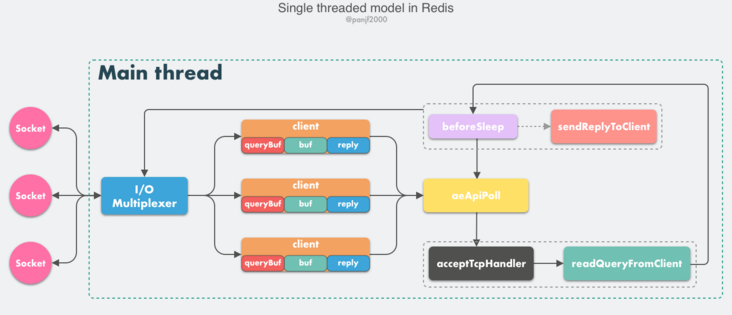 Single threaded model in Redis
@panjf2000
Main thread
Socket
Socket
Socket
I/O
Multiplexer
client
queryBuf buf reply
client
queryBuf buf reply
client
queryBuf buf reply
beforeSleep
sendReplyToClient
aeApiPoll
acceptTcpHandler
readQueryFromClient